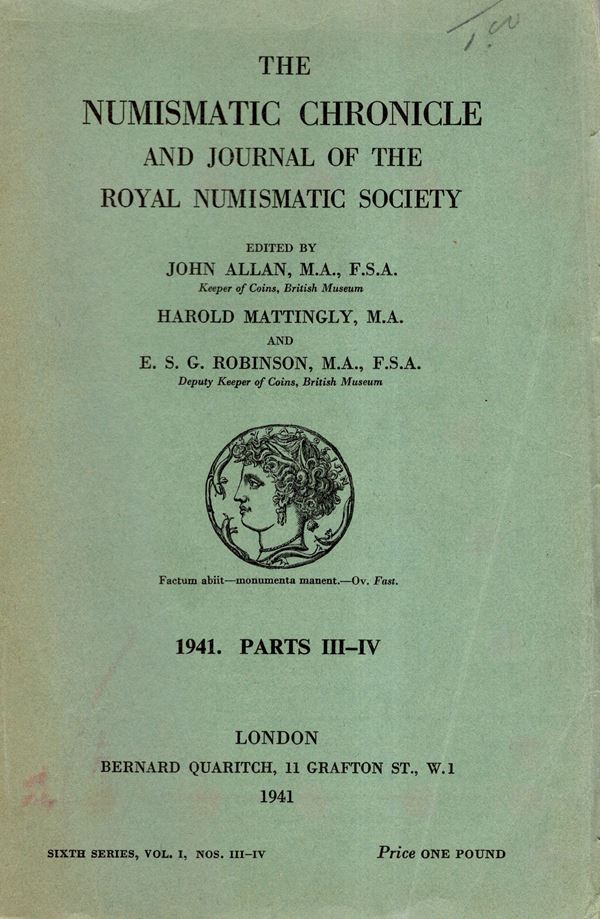 THE
NUMISMATIC CHRONICLE
AND JOURNAL OF THE
ROYAL NUMISMATIC SOCIETY
EDITED BY
JOHN ALLAN, M.A., F.S.A.
Keeper of Coins, British Museum
HAROLD MATTINGLY, M.A.
AND
E. S. G. ROBINSON, M.A., F.S.A.
Deputy Keeper of Coins, British Museum
Factum abiit—monumenta manent.—Ov. Fast.
1941. PARTS III–IV
LONDON
BERNARD QUARITCH, 11 GRAFTON ST., W.1
1941
SIXTH SERIES, VOL. I, NOS. III–IV
Price ONE POUND